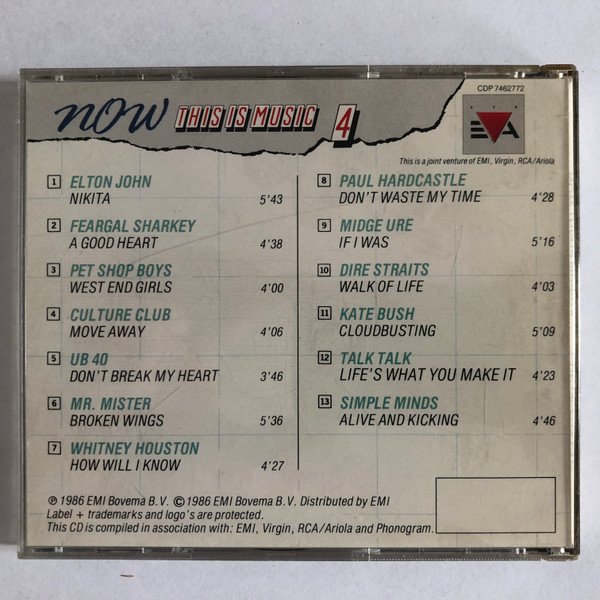 now THIS IS MUSIC 4
CDP 7462772
EVA
This is a joint venture of EMI, Virgin, RCA/Ariola
1 ELTON JOHN
NIKITA 5'43
2 FEARGAL SHARKEY
A GOOD HEART 4'38
3 PET SHOP BOYS
WEST END GIRLS 4'00
4 CULTURE CLUB
MOVE AWAY 4'06
5 UB 40
DON'T BREAK MY HEART 3'46
6 MR. MISTER
BROKEN WINGS 5'36
7 WHITNEY HOUSTON
HOW WILL I KNOW 4'27
8 PAUL HARDCASTLE
DON'T WASTE MY TIME 4'28
9 MIDGE URE
IF I WAS 5'16
10 DIRE STRAITS
WALK OF LIFE 4'03
11 KATE BUSH
CLOUDBUSTING 5'09
12 TALK TALK
LIFE'S WHAT YOU MAKE IT 4'23
13 SIMPLE MINDS
ALIVE AND KICKING 4'46
℗ 1986 EMI Bovema B.V. © 1986 EMI Bovema B.V. Distributed by EMI
Label + trademarks and logo's are protected.
This CD is compiled in association with: EMI, Virgin, RCA/Ariola and Phonogram.